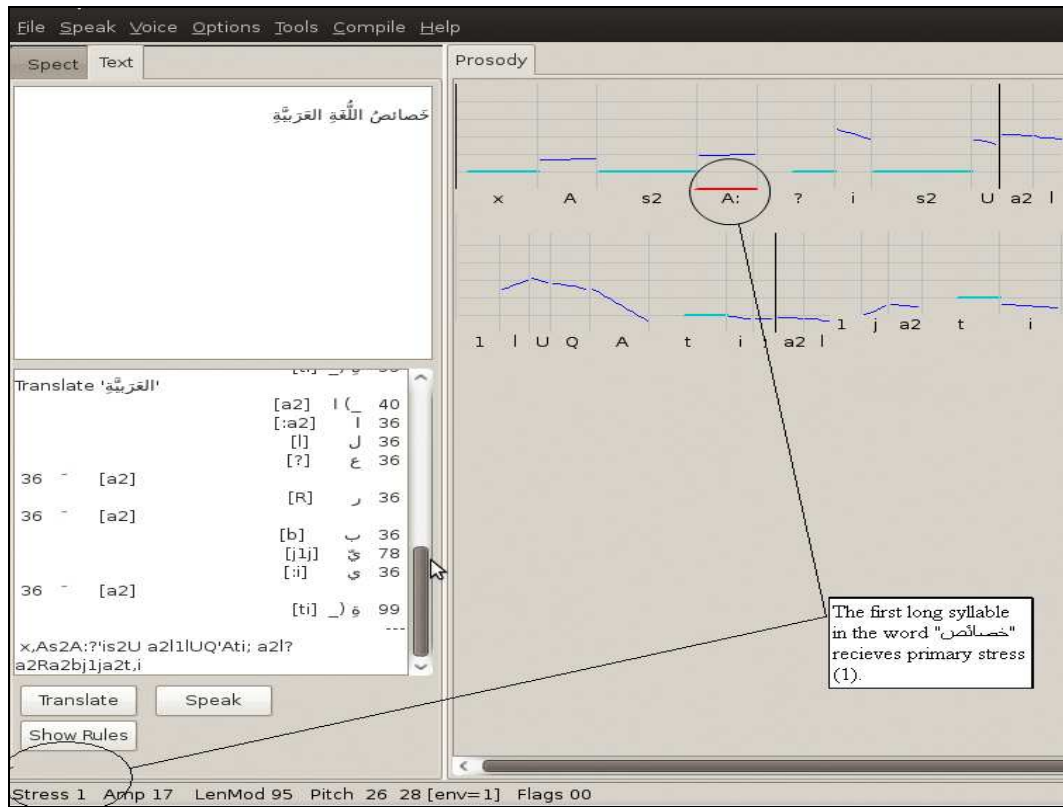 File Speak Voice Options Tools Compile Help
Spect Text
خَصائصُ اللُّغَةِ العَرَبيَّةِ
Translate 'العَرَبيَّةِ'
[a2] ا (_ 40
[:a2] ا 36
[l] ل 36
[?] ع 36
36 َ [a2]
[R] ر 36
36 َ [a2]
[b] ب 36
[j1j] يّ 78
[:i] ي 36
36 َ [a2]
[ti] _) ةِ 99
---
x,As2A:?'is2U a2l1lUQ'Ati; a2l?
a2Ra2bj1ja2t,i
Translate Speak
Show Rules
Stress 1 Amp 17 LenMod 95 Pitch 26 28 [env=1] Flags 00
Prosody
x A s2 A: ? i s2 U a2 l
1 l U Q A t i a2 l 1 j a2 t i
The first long syllable
in the word "خصائص"
recieves primary stress
(1).